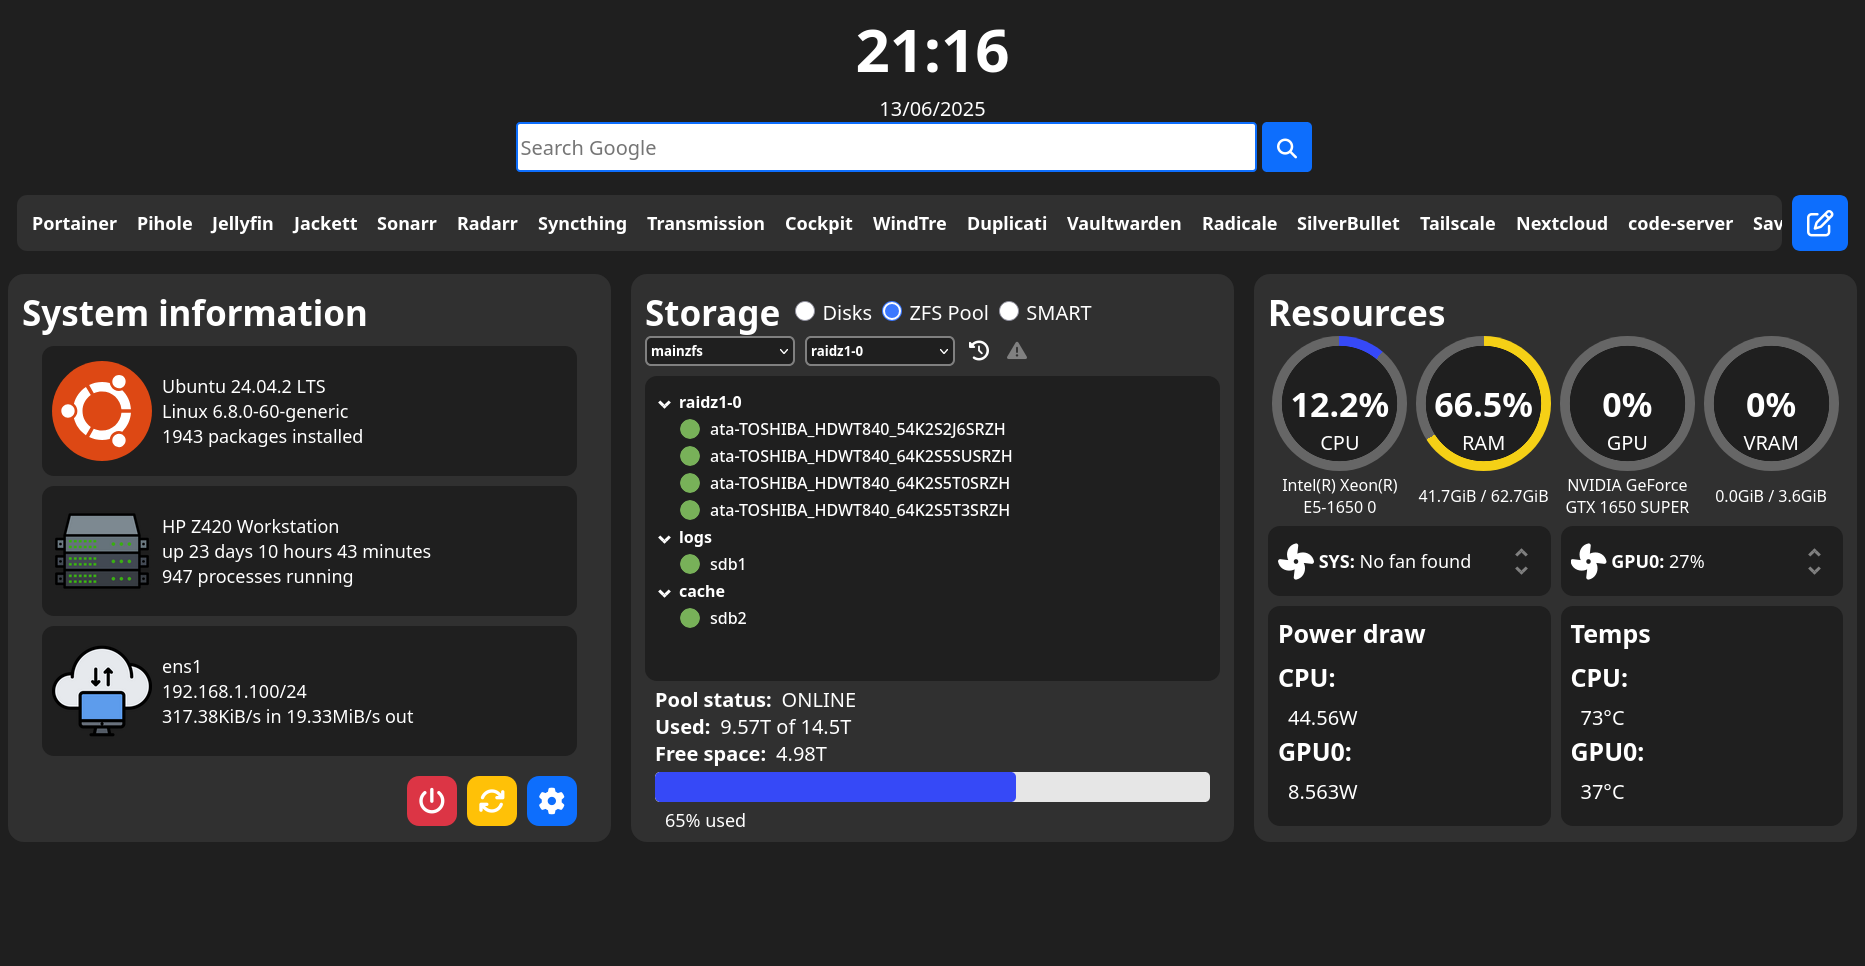 21:16
13/06/2025
Search Google
Portainer Pihole Jellyfin Jackett Sonarr Radarr Syncthing Transmission Cockpit WindTre Duplicati Vaultwarden Radicale SilverBullet Tailscale Nextcloud code-server Sav
System information
Ubuntu 24.04.2 LTS
Linux 6.8.0-60-generic
1943 packages installed
HP Z420 Workstation
up 23 days 10 hours 43 minutes
947 processes running
ens1
192.168.1.100/24
317.38KiB/s in 19.33MiB/s out
Storage Disks ZFS Pool SMART
mainzfs raidz1-0
raidz1-0
ata-TOSHIBA_HDWT840_54K2S2J6SRZH
ata-TOSHIBA_HDWT840_64K2S5SUSRZH
ata-TOSHIBA_HDWT840_64K2S5T0SRZH
ata-TOSHIBA_HDWT840_64K2S5T3SRZH
logs
sdb1
cache
sdb2
Pool status: ONLINE
Used: 9.57T of 14.5T
Free space: 4.98T
65% used
Resources
12.2% 66.5% 0% 0%
CPU RAM GPU VRAM
Intel(R) Xeon(R)
E5-1650 0
41.7GiB / 62.7GiB
NVIDIA GeForce
GTX 1650 SUPER
0.0GiB / 3.6GiB
SYS: No fan found
GPU0: 27%
Power draw
CPU:
44.56W
GPU0:
8.563W
Temps
CPU:
73°C
GPU0:
37°C